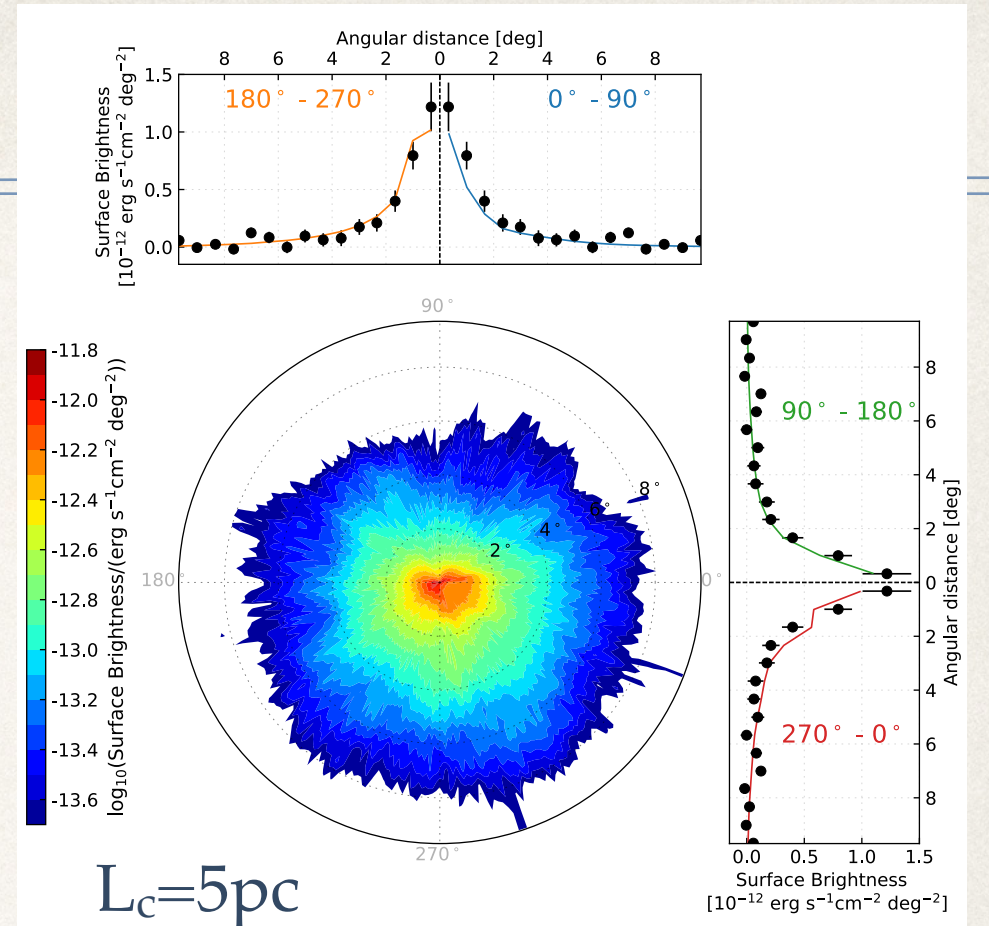 Angular distance [deg]
8 6 4 2 0 2 4 6 8
Surface Brightness
[10⁻¹² erg s⁻¹cm⁻² deg⁻²]
1.5
1.0
0.5
0.0
180° - 270°
0° - 90°
90°
180°
0°
270°
2°
4°
6°
8°
-11.8
-12.0
-12.2
-12.4
-12.6
-12.8
-13.0
-13.2
-13.4
-13.6
log₁₀(Surface Brightness/(erg s⁻¹cm⁻² deg⁻²))
90° - 180°
270° - 0°
8
6
4
2
0
2
4
6
8
Angular distance [deg]
0.0 0.5 1.0 1.5
Surface Brightness
[10⁻¹² erg s⁻¹cm⁻² deg⁻²]
L_c=5pc